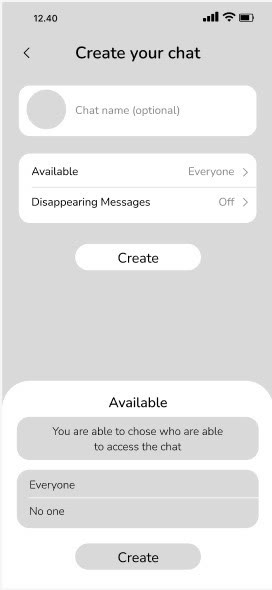 12.40
Create your chat
Chat name (optional)
Available Everyone
Disappearing Messages Off
Create
Available
You are able to chose who are able
to access the chat
Everyone
No one
Create